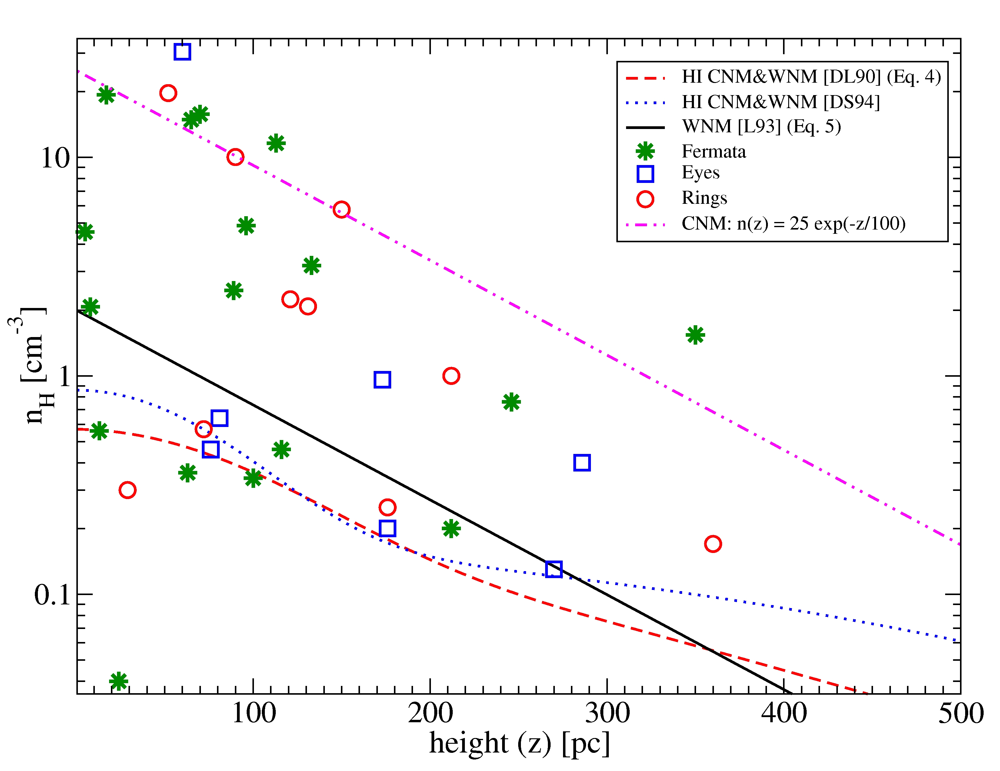 HI CNM&WNM [DL90] (Eq. 4)
HI CNM&WNM [DS94]
WNM [L93] (Eq. 5)
Fermata
Eyes
Rings
CNM: n(z) = 25 exp(-z/100)
10
1
0.1
n_H [cm^-3]
100 200 300 400 500
height (z) [pc]